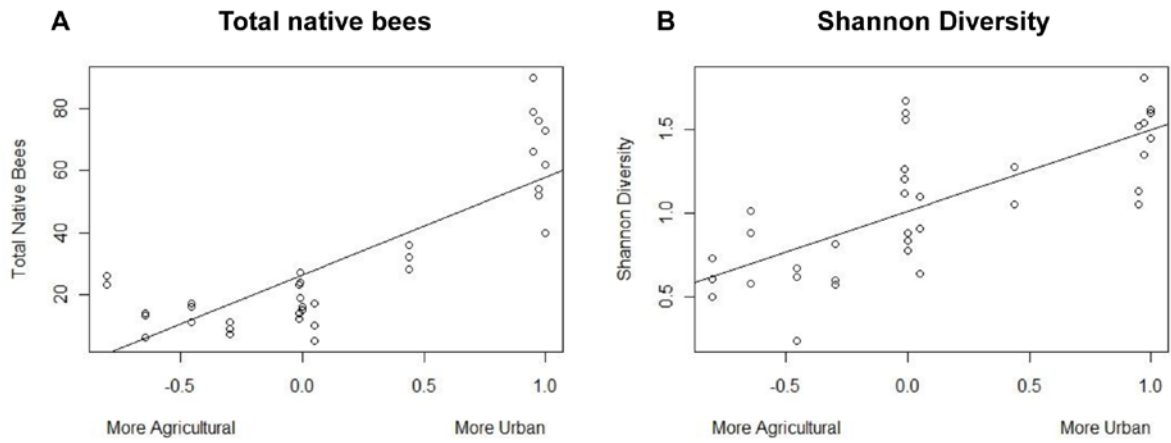 A Total native bees
Total Native Bees
80
60
40
20
-0.5 0.0 0.5 1.0
More Agricultural More Urban
B Shannon Diversity
Shannon Diversity
1.5
1.0
0.5
-0.5 0.0 0.5 1.0
More Agricultural More Urban